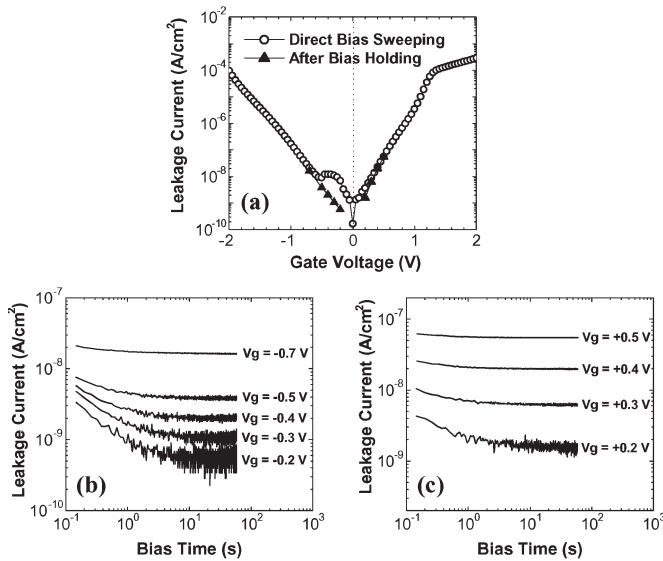 10^-2
Direct Bias Sweeping
After Bias Holding
10^-4
10^-6
10^-8
10^-10
Leakage Current (A/cm²)
(a)
-2 -1 0 1 2
Gate Voltage (V)
10^-7
10^-8
10^-9
10^-10
Leakage Current (A/cm²)
Vg = -0.7 V
Vg = -0.5 V
Vg = -0.4 V
Vg = -0.3 V
Vg = -0.2 V
(b)
10^-1 10^0 10^1 10^2 10^3
Bias Time (s)
10^-7
10^-8
10^-9
Leakage Current (A/cm²)
Vg = +0.5 V
Vg = +0.4 V
Vg = +0.3 V
Vg = +0.2 V
(c)
10^-1 10^0 10^1 10^2 10^3
Bias Time (s)